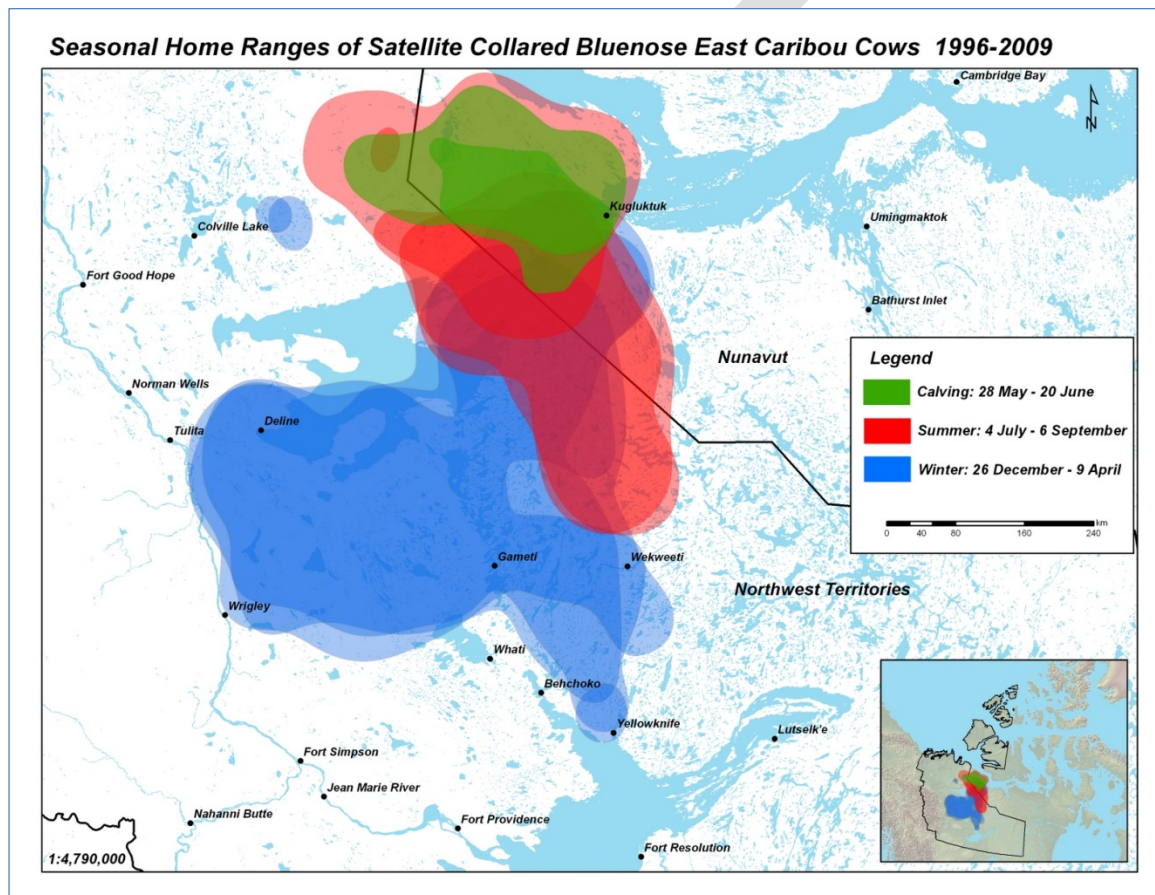 Seasonal Home Ranges of Satellite Collared Bluenose East Caribou Cows 1996-2009
Cambridge Bay
N
Kugluktuk
Umingmaktok
Colville Lake
Fort Good Hope
Bathurst Inlet
Nunavut
Legend
Calving: 28 May - 20 June
Summer: 4 July - 6 September
Winter: 26 December - 9 April
km
0 40 80 160 240
Norman Wells
Deline
Tulita
Gameti
Wekweeti
Northwest Territories
Wrigley
Whati
Behchoko
Yellowknife
Lutselk'e
Fort Simpson
Jean Marie River
Nahanni Butte
Fort Providence
Fort Resolution
1:4,790,000